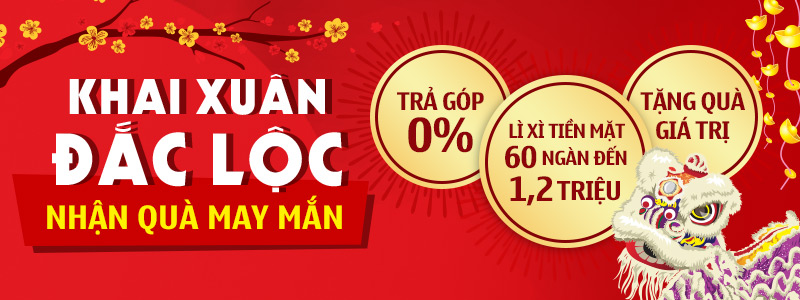 KHAI XUÂN
ĐẮC LỘC
NHẬN QUÀ MAY MẮN
TRẢ GÓP
0%
LÌ XÌ TIỀN MẶT
60 NGÀN ĐẾN
1,2 TRIỆU
TẶNG QUÀ
GIÁ TRỊ